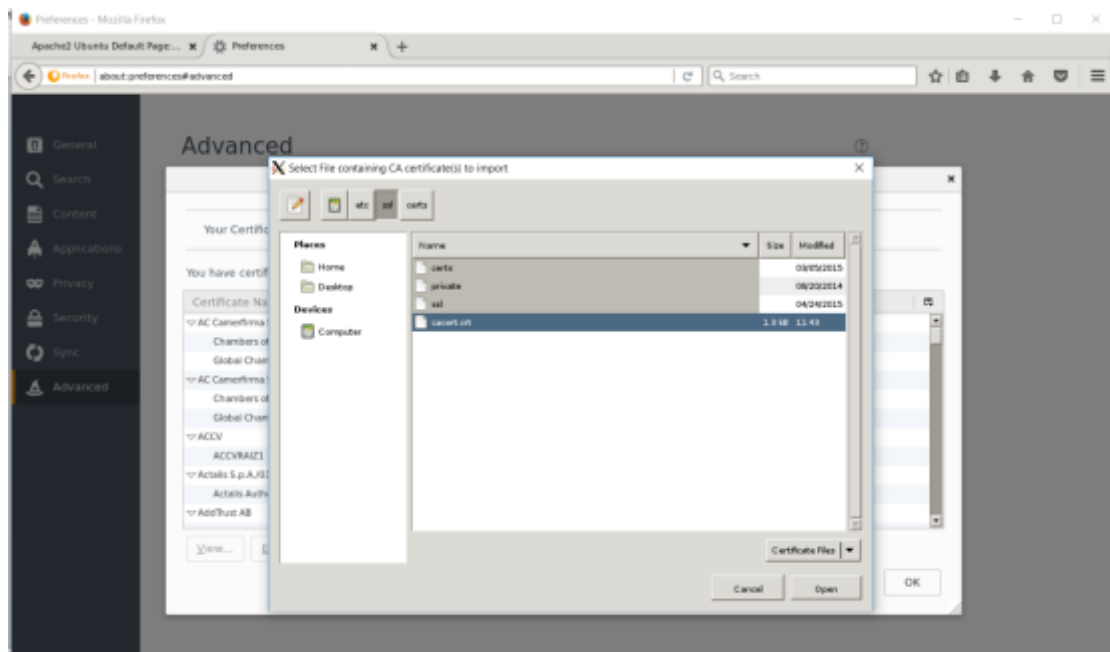 Preferences - Mozilla Firefox
Apache2 Ubuntu Default Page:...
Preferences
Firefox about:preferences#advanced
Search
General
Search
Content
Applications
Privacy
Security
Sync
Advanced
Advanced
Your Certific
You have certif
Certificate Na
AC Camerfirma
Chambers of
Global Cham
AC Camerfirma
Chambers of
Global Cham
ACCV
ACCVRAIZ1
Actalis S.p.A./03
Actalis Authe
AddTrust AB
View...
OK
Select File containing CA certificate(s) to import
etc ssl certs
Places
Home
Desktop
Devices
Computer
Name Size Modified
certs 03/05/2015
private 08/20/2014
ssl 04/24/2015
cacert.crt 1.3 kB 11:43
Certificate Files
Cancel Open